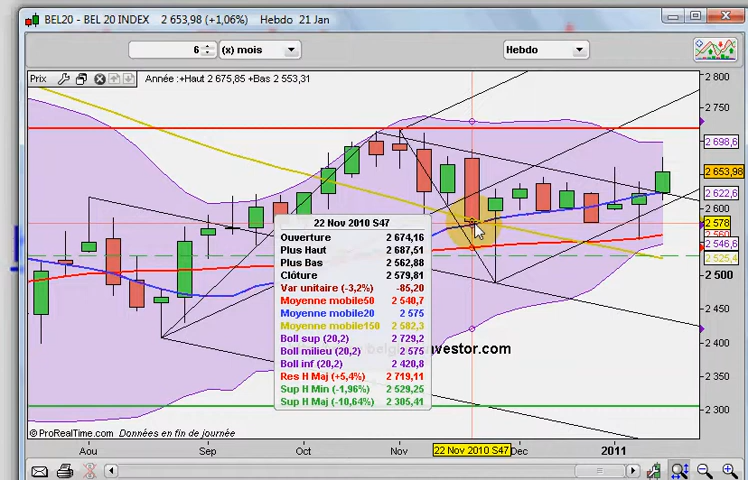 BEL20 - BEL 20 INDEX 2 653,98 (+1,06%) Hebdo 21 Jan
6 (x) mois Hebdo
Prix Année :+Haut 2 675,85 +Bas 2 553,31
2 800
2 750
2 698,6
2 653,98
2 622,6
2 600
2 578
2 560
2 546,6
2 525,4
2 500
2 450
2 400
2 350
2 300
22 Nov 2010 S47
Ouverture 2 674,16
Plus Haut 2 687,51
Plus Bas 2 562,88
Clôture 2 579,81
Var unitaire (-3,2%) -85,20
Moyenne mobile50 2 540,7
Moyenne mobile20 2 575
Moyenne mobile150 2 582,3
Boll sup (20,2) 2 729,2
Boll milieu (20,2) 2 575
Boll inf (20,2) 2 420,8
Res H Maj (+5,4%) 2 719,11
Sup H Min (-1,96%) 2 529,25
Sup H Maj (-10,64%) 2 305,41
investor.com
© ProRealTime.com Données en fin de journée
Aou Sep Oct Nov 22 Nov 2010 S47 Dec 2011